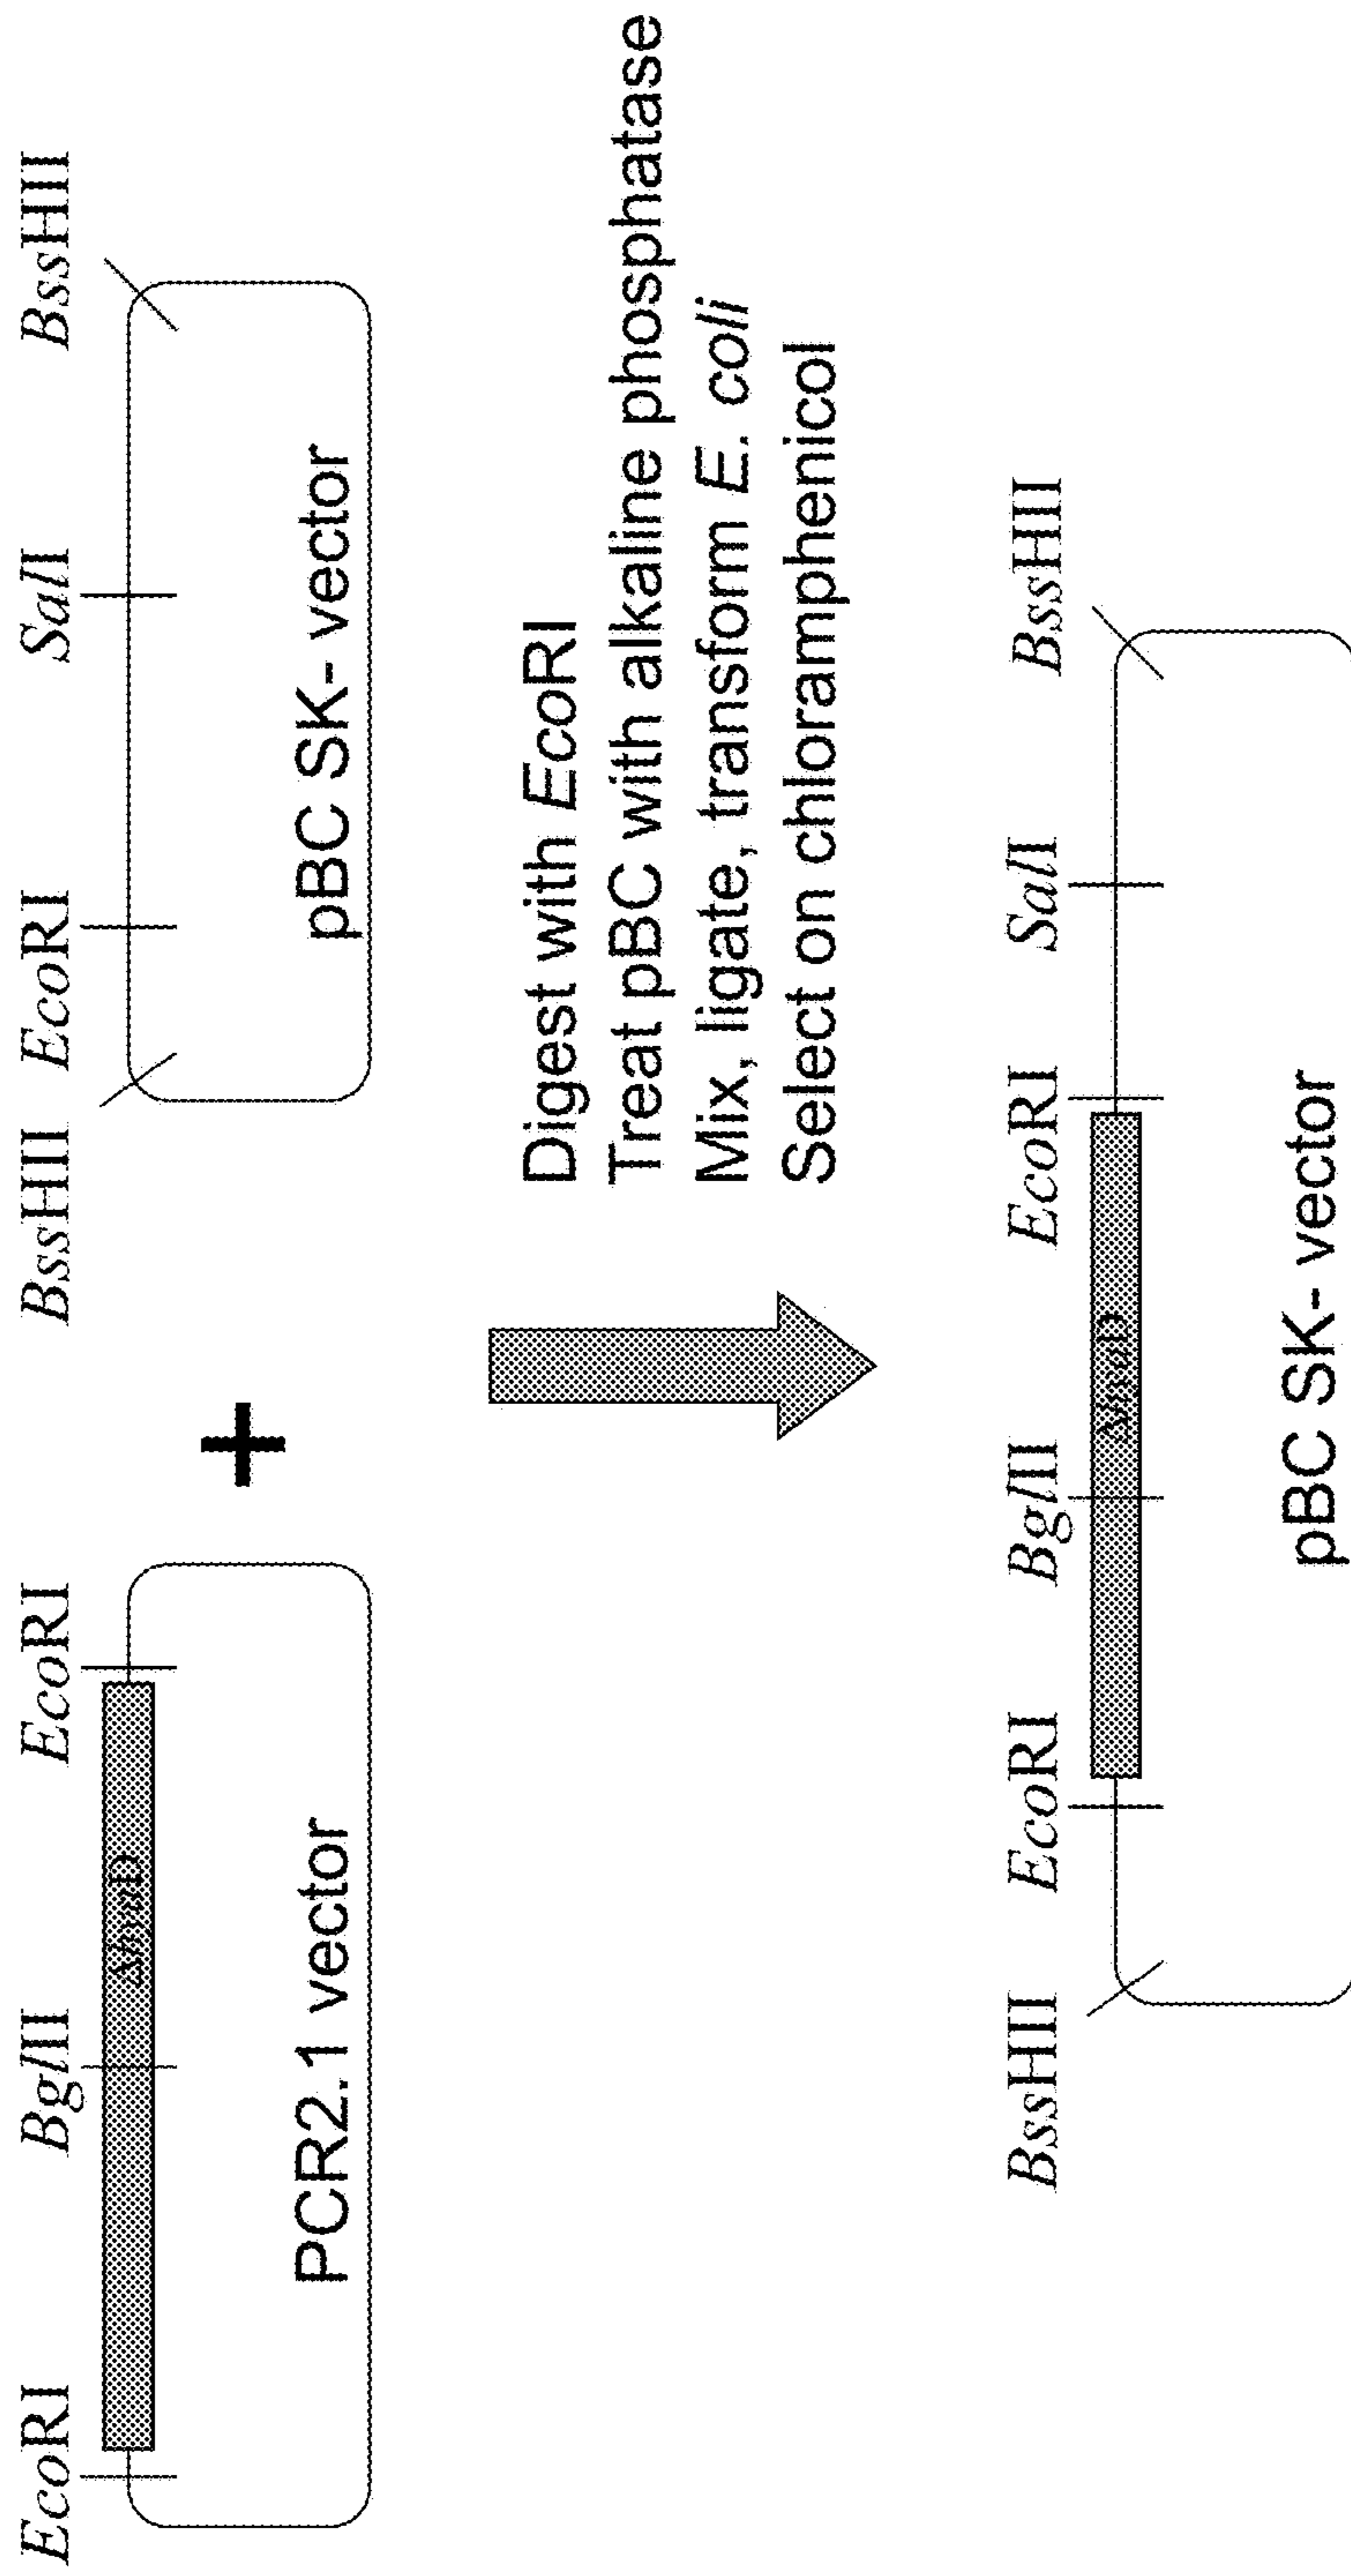 EcoRI BglII EcoRI + BssHII EcoRI SalI BssHII
PCR2.1 vector
pBC SK- vector
Digest with EcoRI
Treat pBC with alkaline phosphatase
Mix, ligate, transform E. coli
Select on chloramphenicol
BssHII EcoRI BglII EcoRI SalI BssHII
pBC SK- vector